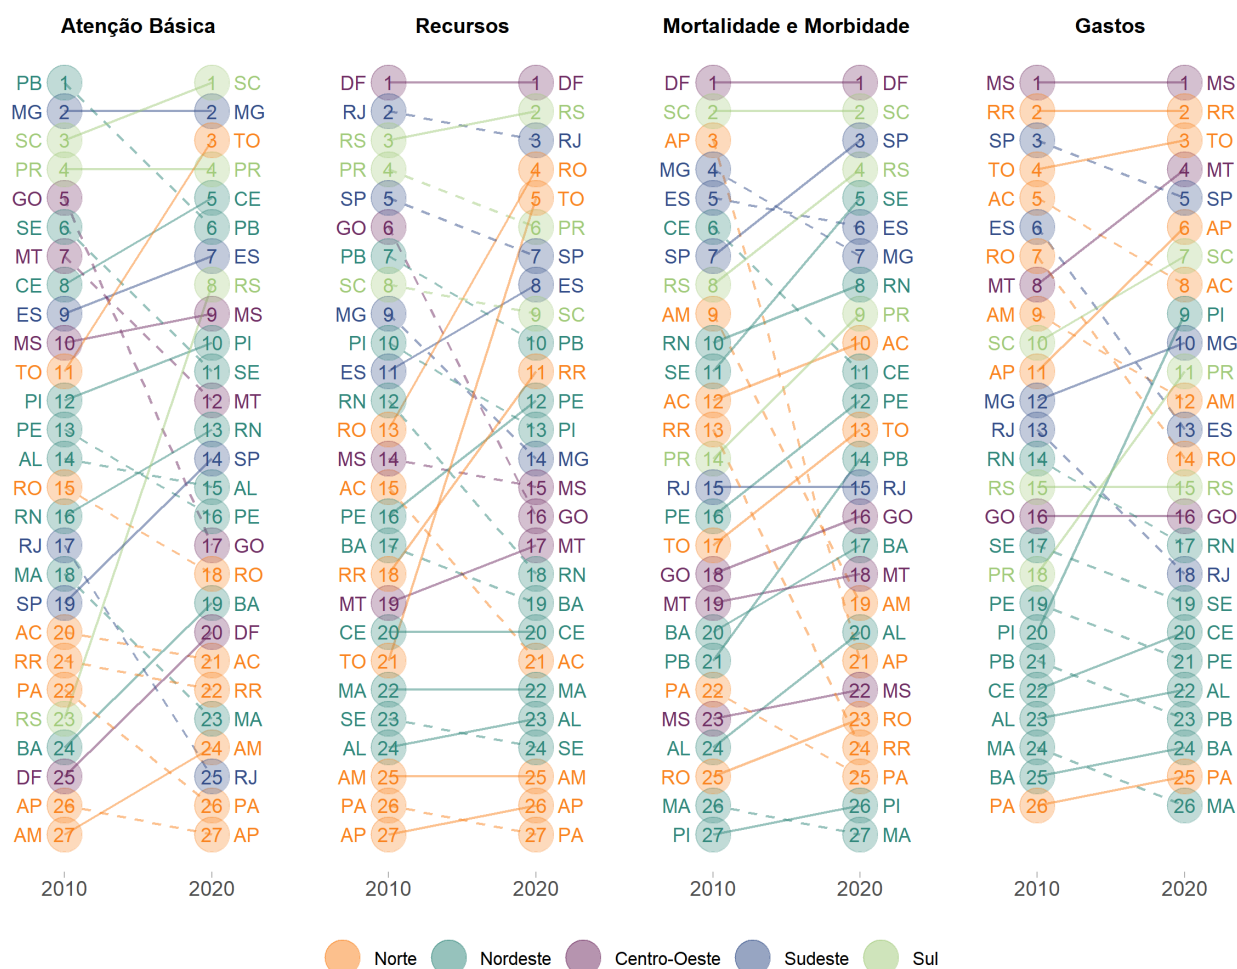 Atenção Básica Recursos Mortalidade e Morbidade Gastos
PB 1 1 SC DF 1 1 DF DF 1 1 DF MS 1 1 MS
MG 2 2 MG RJ 2 2 RS SC 2 2 SC RR 2 2 RR
SC 3 3 TO RS 3 3 RJ AP 3 3 SP SP 3 3 TO
PR 4 4 PR PR 4 4 RO MG 4 4 RS TO 4 4 MT
GO 5 5 CE SP 5 5 TO ES 5 5 SE AC 5 5 SP
SE 6 6 PB GO 6 6 PR CE 6 6 ES ES 6 6 AP
MT 7 7 ES PB 7 7 SP SP 7 7 MG RO 7 7 SC
CE 8 8 RS SC 8 8 ES RS 8 8 RN MT 8 8 AC
ES 9 9 MS MG 9 9 SC AM 9 9 PR AM 9 9 PI
MS 10 10 PI PI 10 10 PB RN 10 10 AC SC 10 10 MG
TO 11 11 SE ES 11 11 RR SE 11 11 CE AP 11 11 PR
PI 12 12 MT RN 12 12 PE AC 12 12 PE MG 12 12 AM
PE 13 13 RN RO 13 13 PI RR 13 13 TO RJ 13 13 ES
AL 14 14 SP MS 14 14 MG PR 14 14 PB RN 14 14 RO
RO 15 15 AL AC 15 15 MS RJ 15 15 RJ RS 15 15 RS
RN 16 16 PE PE 16 16 GO PE 16 16 GO GO 16 16 GO
RJ 17 17 GO BA 17 17 MT TO 17 17 BA SE 17 17 RN
MA 18 18 RO RR 18 18 RN GO 18 18 MT PR 18 18 RJ
SP 19 19 BA MT 19 19 BA MT 19 19 AM PE 19 19 SE
AC 20 20 DF CE 20 20 CE BA 20 20 AL PI 20 20 CE
RR 21 21 AC TO 21 21 AC PB 21 21 AP PB 21 21 PE
PA 22 22 RR MA 22 22 MA PA 22 22 MS CE 22 22 AL
RS 23 23 MA SE 23 23 AL MS 23 23 RO AL 23 23 PB
BA 24 24 AM AL 24 24 SE AL 24 24 RR MA 24 24 BA
DF 25 25 RJ AM 25 25 AM RO 25 25 PA BA 25 25 PA
AP 26 26 PA PA 26 26 AP MA 26 26 PI PA 26 26 MA
AM 27 27 AP AP 27 27 PA PI 27 27 MA
2010 2020 2010 2020 2010 2020 2010 2020
Norte Nordeste Centro-Oeste Sudeste Sul